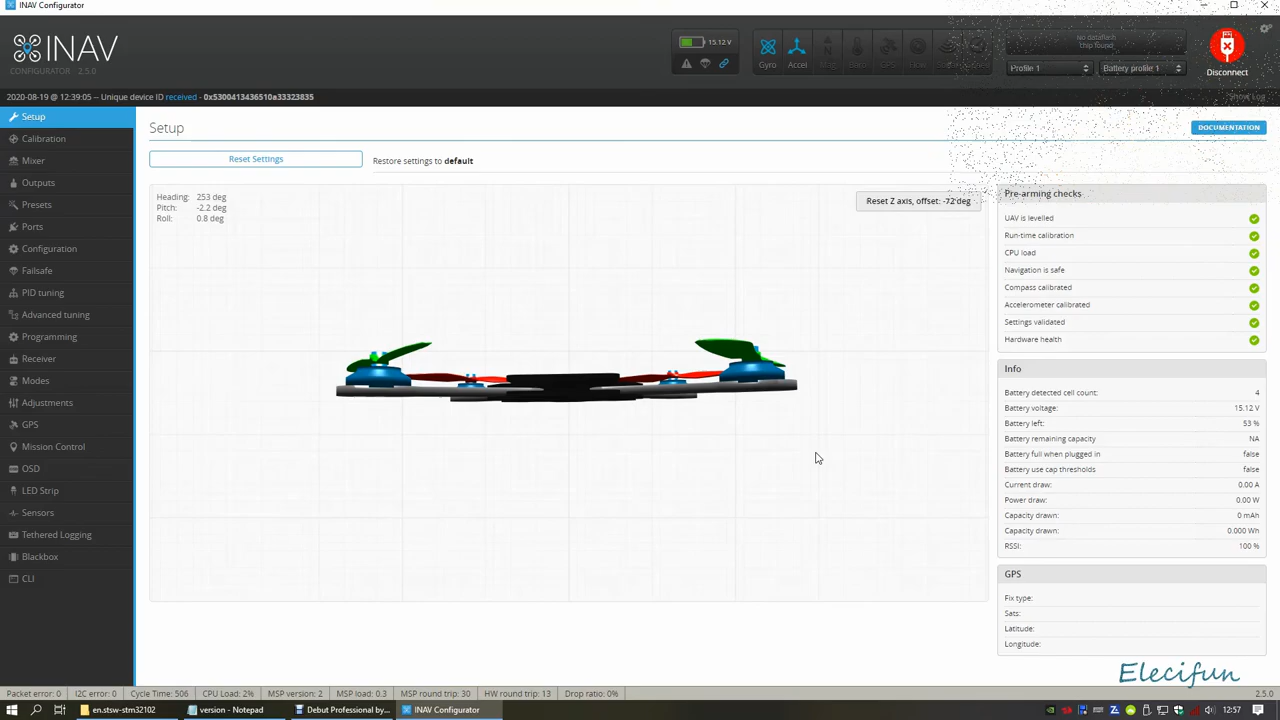 INAV Configurator
INAV
CONFIGURATOR 2.5.0
15.12 V
Gyro
Accel
Mag
Baro
GPS
Flow
No dataflash
chip found
Profile 1
Battery profile 1
Disconnect
2020-08-19 @ 12:39:05 -- Unique device ID received - 0x5300413436510a33323835
Show Log
Setup
Calibration
Mixer
Outputs
Presets
Ports
Configuration
Failsafe
PID tuning
Advanced tuning
Programming
Receiver
Modes
Adjustments
GPS
Mission Control
OSD
LED Strip
Sensors
Tethered Logging
Blackbox
CLI
Setup
DOCUMENTATION
Reset Settings
Restore settings to default
Heading: 253 deg
Pitch: -2.2 deg
Roll: 0.8 deg
Reset Z axis, offset: -72 deg
Pre-arming checks
UAV is levelled
Run-time calibration
CPU load
Navigation is safe
Compass calibrated
Accelerometer calibrated
Settings validated
Hardware health
Info
Battery detected cell count: 4
Battery voltage: 15.12 V
Battery left: 53 %
Battery remaining capacity NA
Battery full when plugged in false
Battery use cap thresholds false
Current draw: 0.00 A
Power draw: 0.00 W
Capacity drawn: 0 mAh
Capacity drawn: 0.000 Wh
RSSI: 100 %
GPS
Fix type:
Sats:
Latitude:
Longitude:
Elecifun
Packet error: 0 I2C error: 0 Cycle Time: 506 CPU Load: 2% MSP version: 2 MSP load: 0.3 MSP round trip: 30 HW round trip: 13 Drop ratio: 0% 2.5.0
en.stsw-stm32102 version - Notepad Debut Professional by... INAV Configurator 12:57